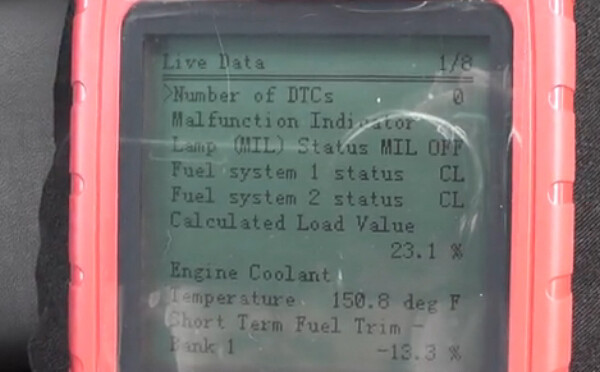 Live Data 1/8
>Number of DTCs 0
Malfunction Indicator
Lamp (MIL) Status MIL OFF
Fuel system 1 status CL
Fuel system 2 status CL
Calculated Load Value
23.1 %
Engine Coolant
Temperature 150.8 deg F
Short Term Fuel Trim -
Bank 1 -13.3 %